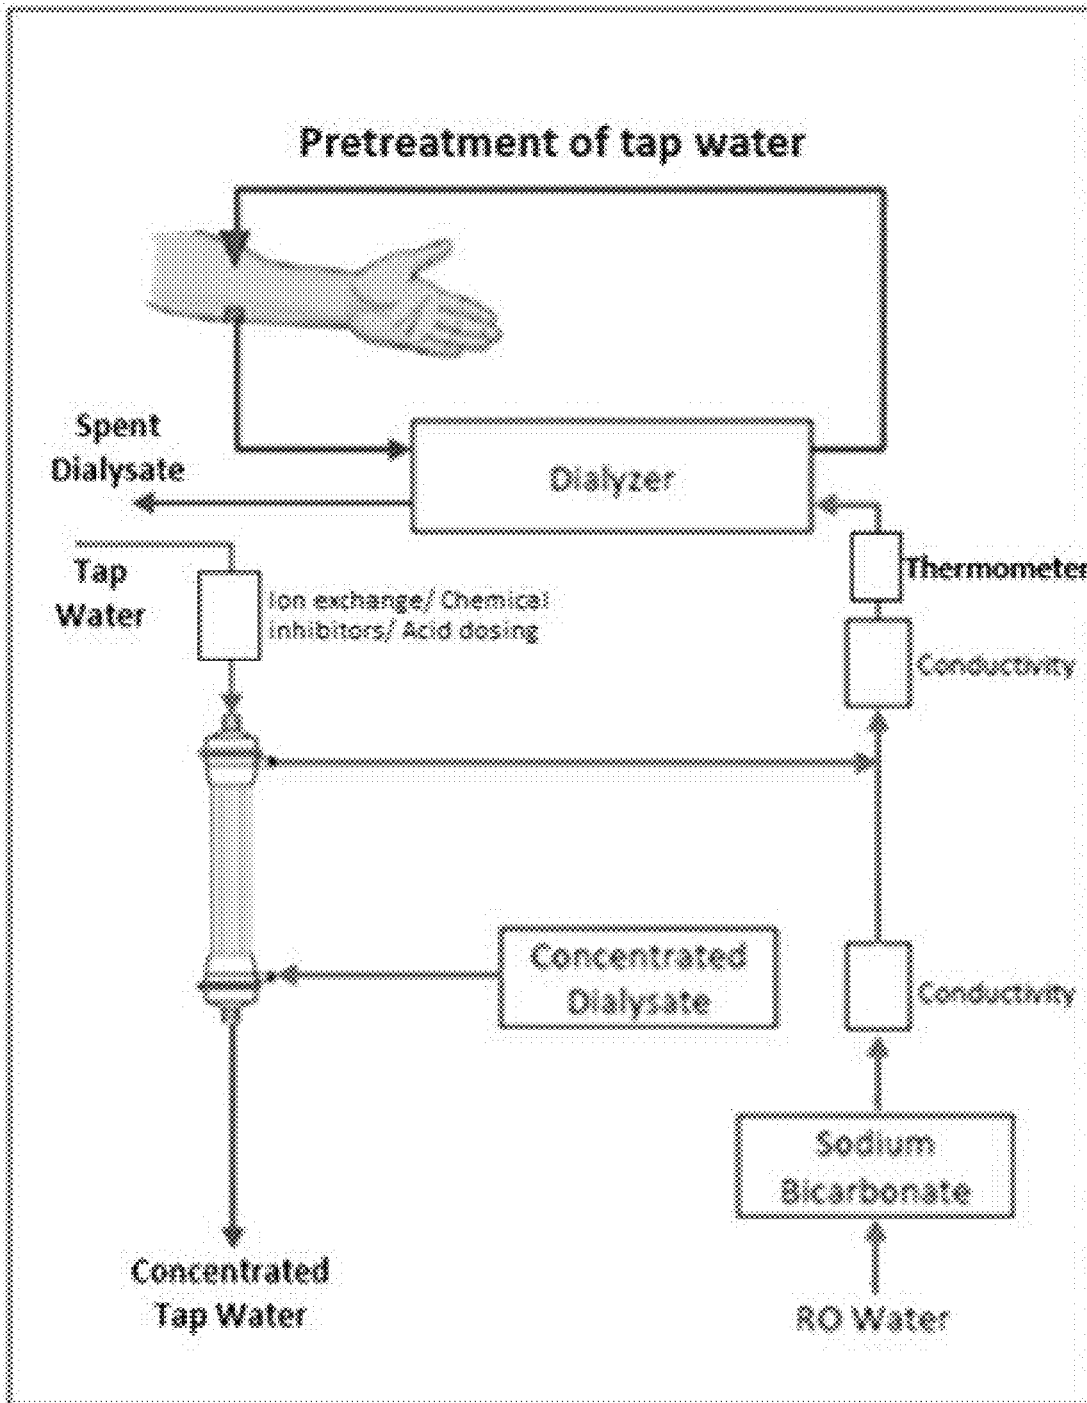 Pretreatment of tap water
Spent
Dialysate
Dialyzer
Tap
Water
Ion exchange/ Chemical
inhibitors/ Acid dosing
Thermometer
Conductivity
Concentrated
Dialysate
Conductivity
Sodium
Bicarbonate
Concentrated
Tap Water
RO Water